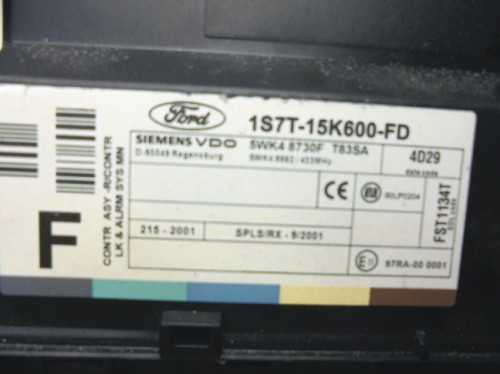 Ford
1S7T-15K600-FD
SIEMENS VDO 5WK4 8730F T83SA
D-93049 Regensburg
4D29
date code
CE
215 - 2001
SPLS/RX - 9/2001
97RA-00 0001
FST1134T
CONTR ASY -R/CONTR
LK & ALRM SYS MN
F